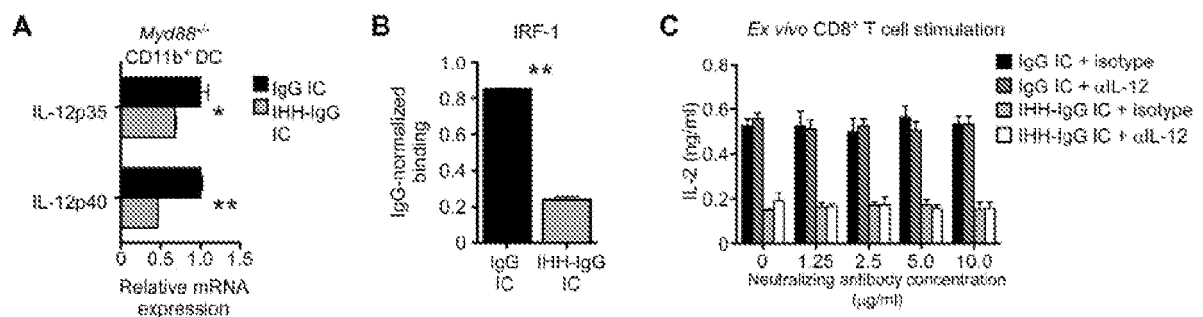 A
Myd88-/-
CD11b+ DC
IL-12p35
*
IL-12p40
**
0 0.5 1.0 1.5
Relative mRNA
expression
IgG IC
IHH-IgG
IC
B
IRF-1
**
IgG-normalized
binding
1.0
0.8
0.6
0.4
0.2
0
IgG
IC
IHH-IgG
IC
C
Ex vivo CD8+ T cell stimulation
IL-2 (ng/ml)
0.8
0.6
0.4
0.2
0
0 1.25 2.5 5.0 10.0
Neutralizing antibody concentration
(μg/ml)
IgG IC + isotype
IgG IC + αIL-12
IHH-IgG IC + isotype
IHH-IgG IC + αIL-12